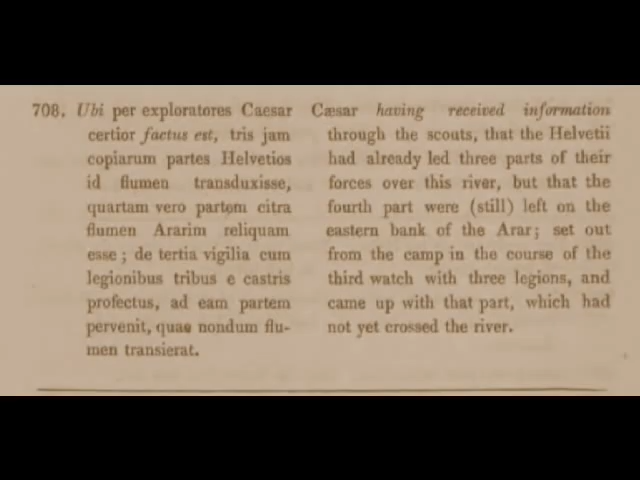 708. Ubi per exploratores Caesar
certior factus est, tris jam
copiarum partes Helvetios
id flumen transduxisse,
quartam vero partem citra
flumen Ararim reliquam
esse; de tertia vigilia cum
legionibus tribus e castris
profectus, ad eam partem
pervenit, quae nondum flu-
men transierat.
Cæsar having received information
through the scouts, that the Helvetii
had already led three parts of their
forces over this river, but that the
fourth part were (still) left on the
eastern bank of the Arar; set out
from the camp in the course of the
third watch with three legions, and
came up with that part, which had
not yet crossed the river.